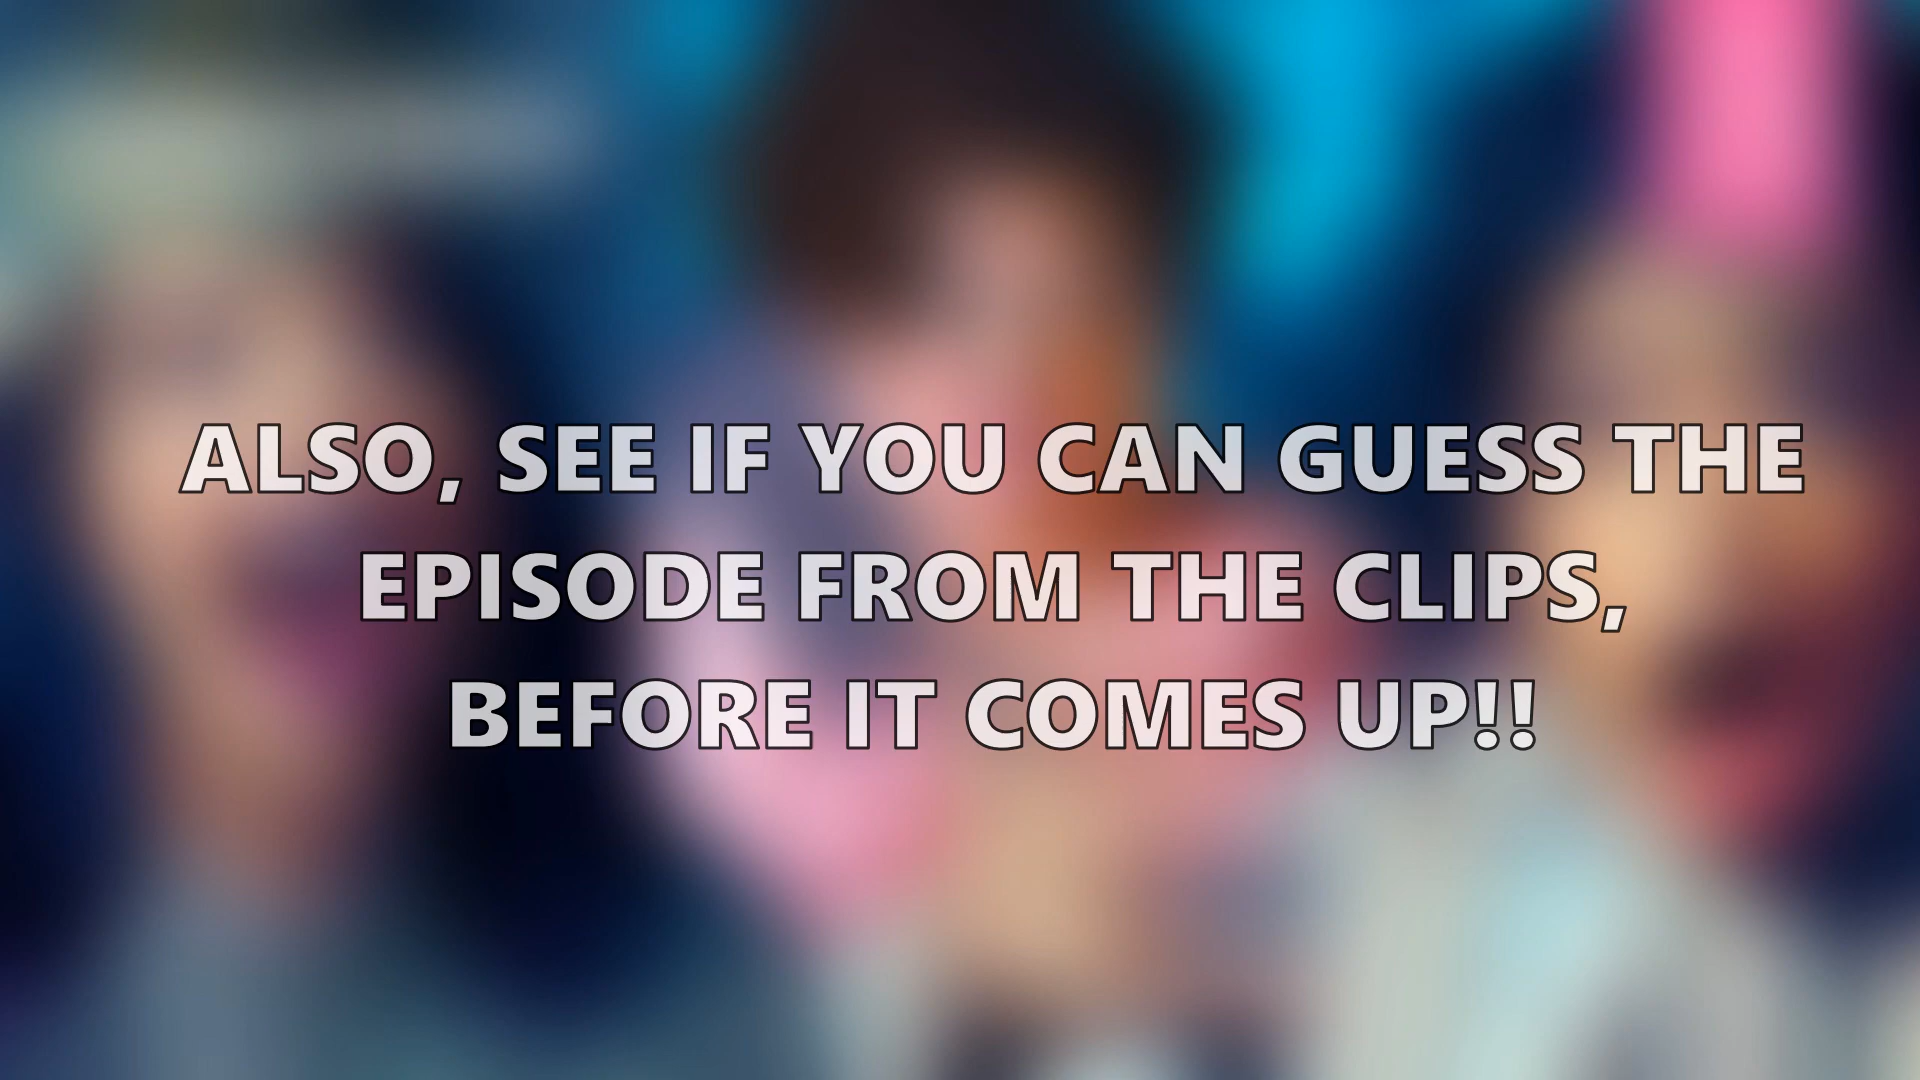 ALSO, SEE IF YOU CAN GUESS THE
EPISODE FROM THE CLIPS,
BEFORE IT COMES UP!!